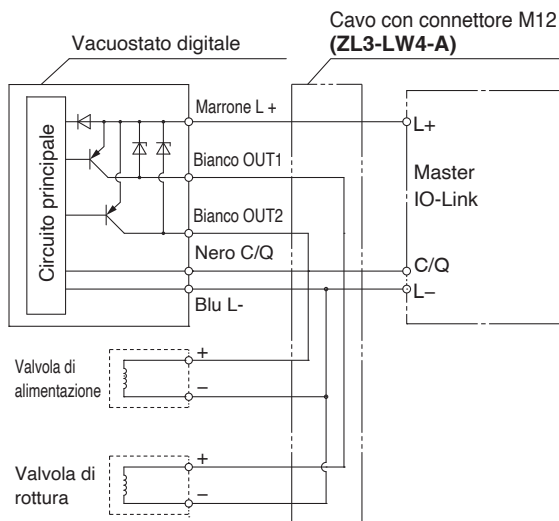 Cavo con connettore M12
(ZL3-LW4-A)
Vacuostato digitale
Circuito principale
Marrone L +
Bianco OUT1
Bianco OUT2
Nero C/Q
Blu L-
L+
Master
IO-Link
C/Q
L–
Valvola di
alimentazione
+
–
Valvola di
rottura
+
–